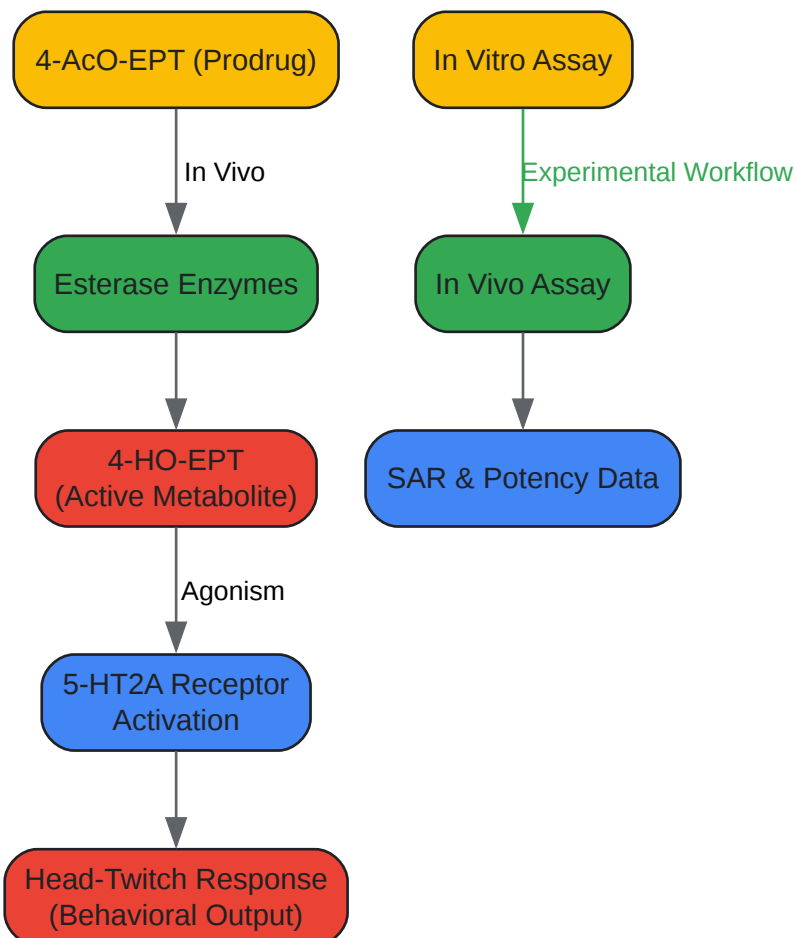 4-AcO-EPT (Prodrug)
In Vivo
Esterase Enzymes
4-HO-EPT
(Active Metabolite)
Agonism
5-HT2A Receptor
Activation
Head-Twitch Response
(Behavioral Output)
In Vitro Assay
Experimental Workflow
In Vivo Assay
SAR & Potency Data